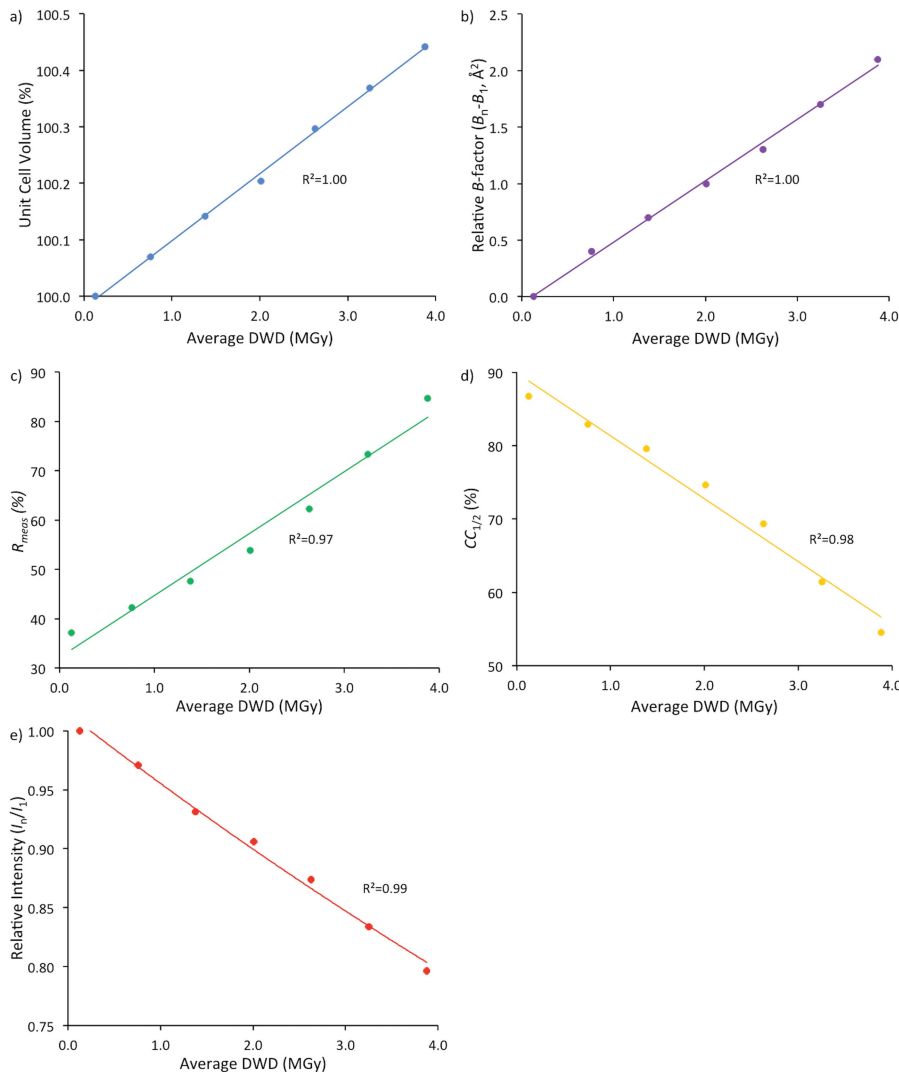 a)
100.5
100.4
100.3
100.2
100.1
100.0
Unit Cell Volume (%)
R²=1.00
0.0 1.0 2.0 3.0 4.0
Average DWD (MGy)
b)
2.5
2.0
1.5
1.0
0.5
0.0
Relative B-factor (Bn-B1, Å²)
R²=1.00
0.0 1.0 2.0 3.0 4.0
Average DWD (MGy)
c)
90
80
70
60
50
40
30
Rmeas (%)
R²=0.97
0.0 1.0 2.0 3.0 4.0
Average DWD (MGy)
d)
90
80
70
60
50
CC1/2 (%)
R²=0.98
0.0 1.0 2.0 3.0 4.0
Average DWD (MGy)
e)
1.00
0.95
0.90
0.85
0.80
0.75
Relative Intensity (In/I1)
R²=0.99
0.0 1.0 2.0 3.0 4.0
Average DWD (MGy)